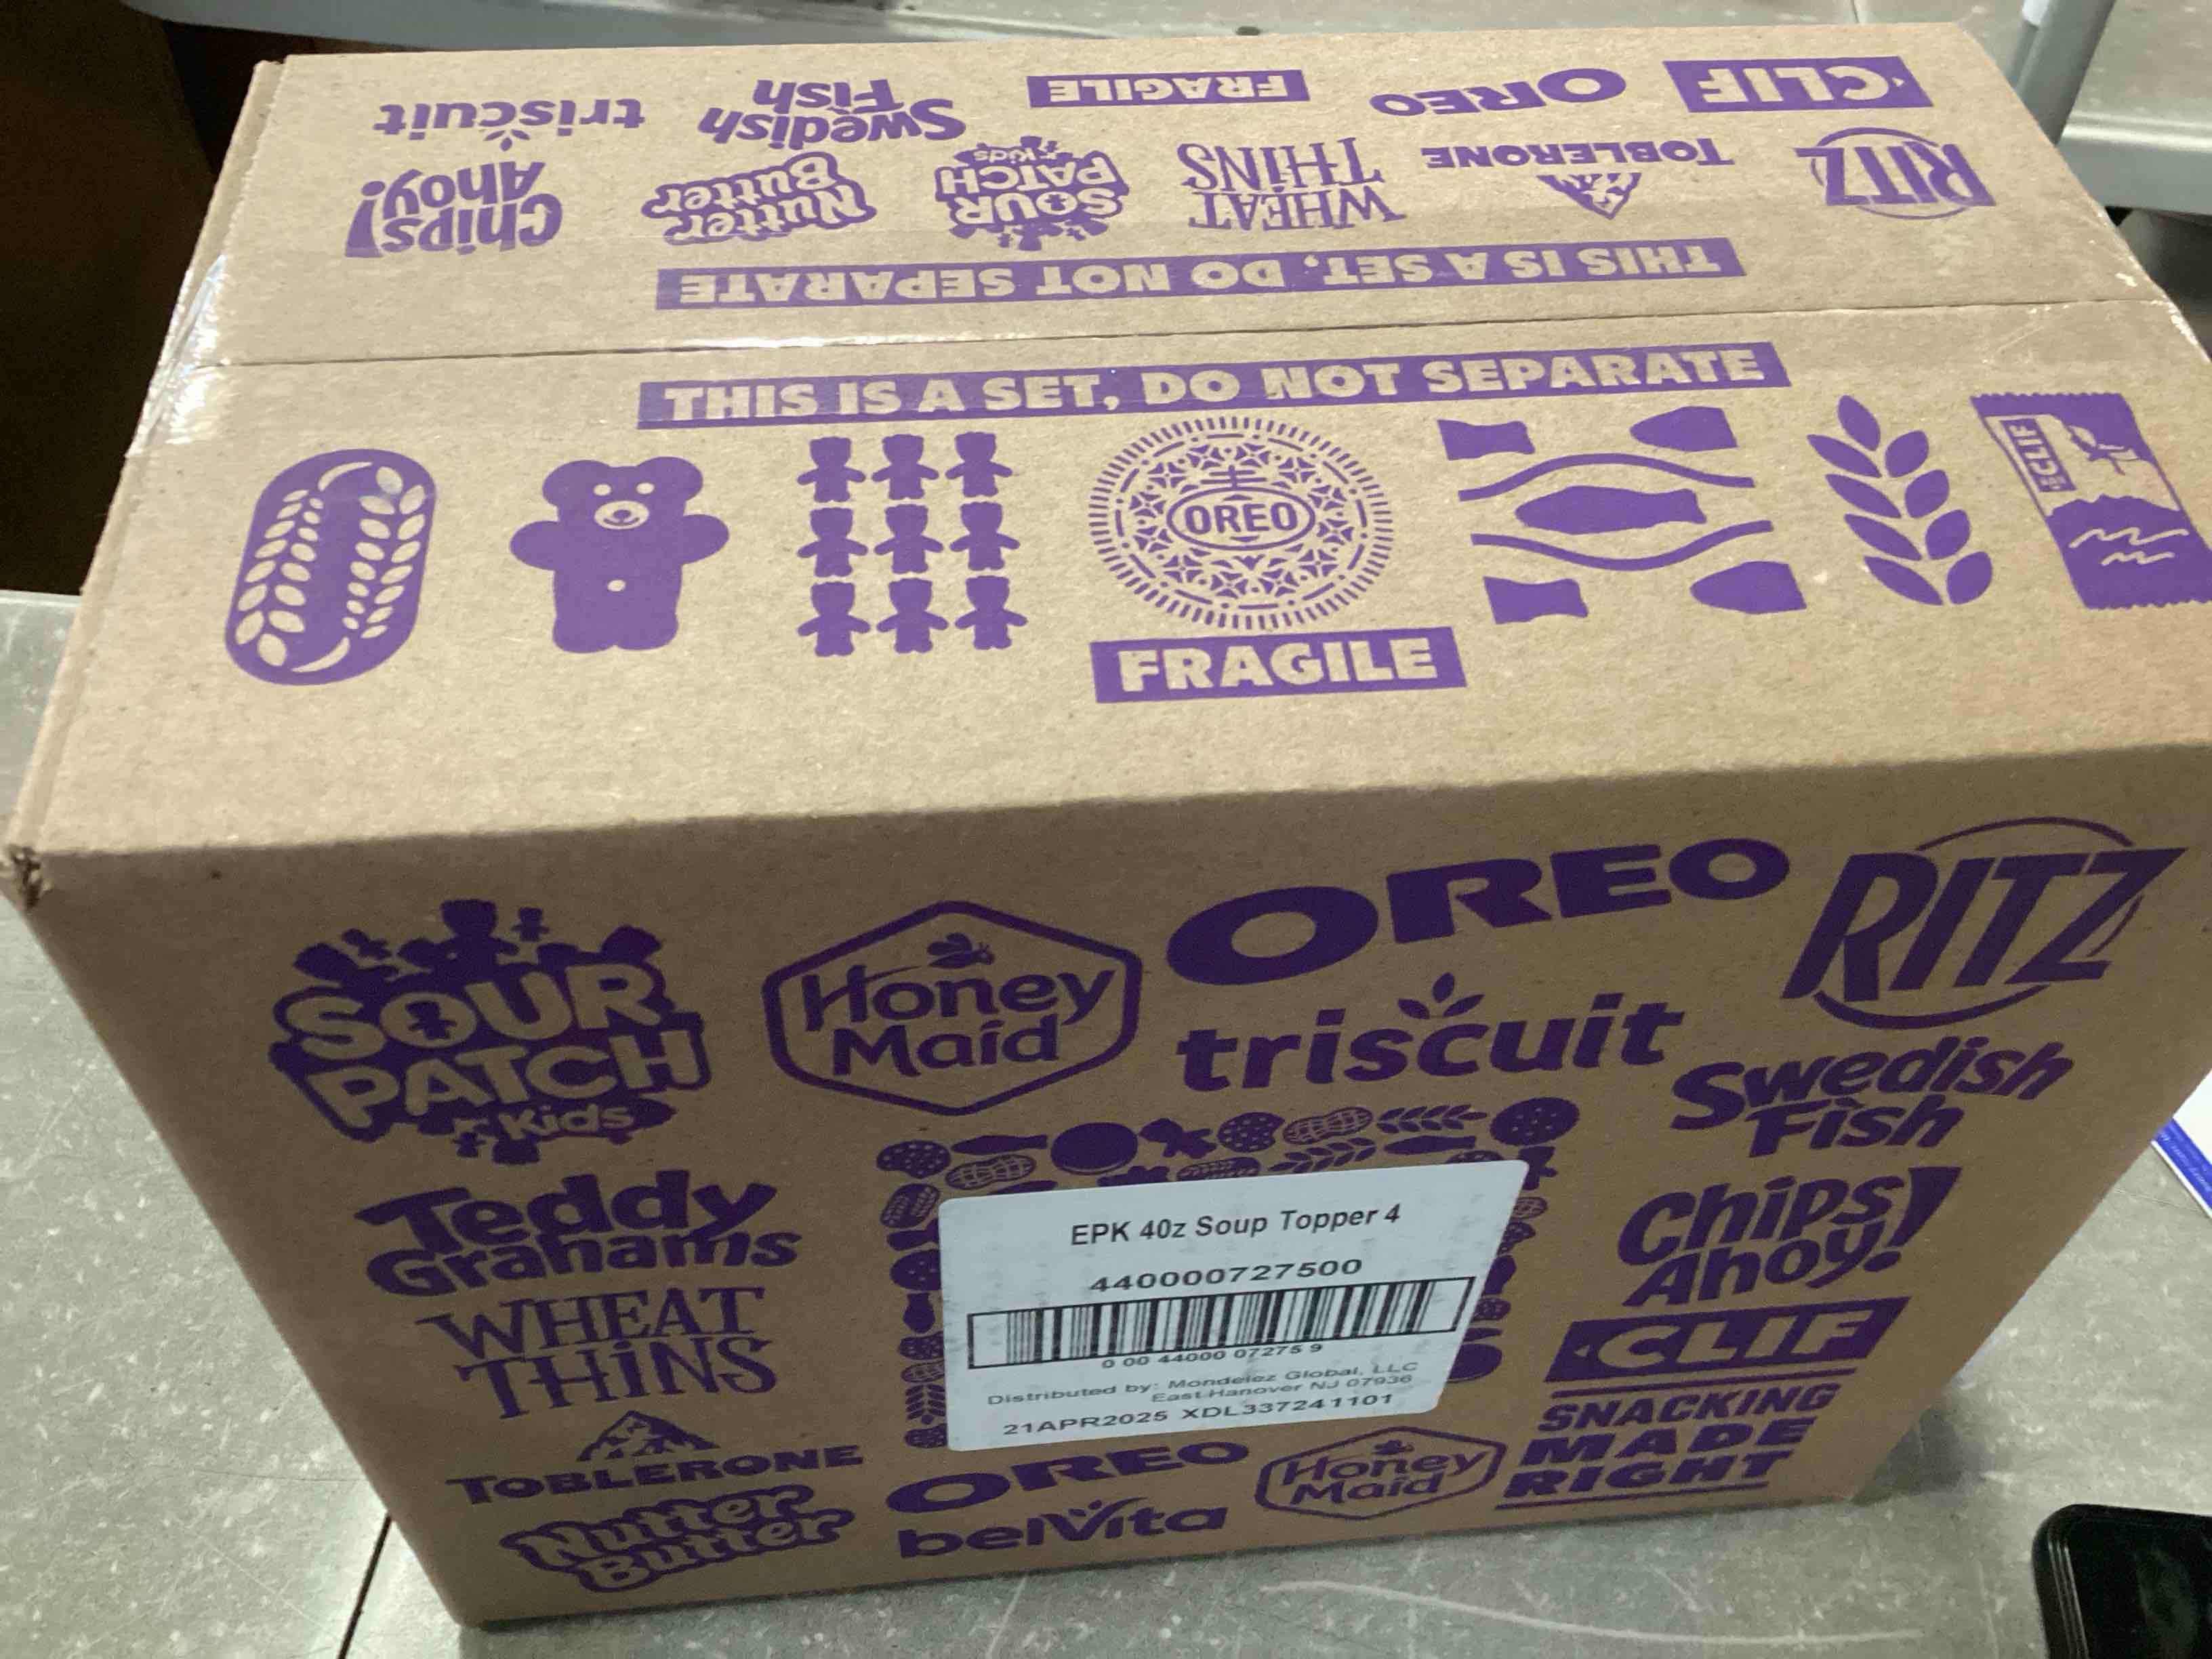 triscuit
Swedish
Fish
FRAGILE
OREO
CLIF
Chips
Ahoy!
Nutter
Butter
SOUR
PATCH
KIDS
WHEAT
THINS
TOBLERONE
RITZ
THIS IS A SET, DO NOT SEPARATE
THIS IS A SET, DO NOT SEPARATE
OREO
CLIF
BAR
FRAGILE
SOUR
PATCH
Kids
Honey
Maid
OREO
RITZ
triscuit
Swedish
Fish
Teddy
Grahams
Chips
Ahoy!
WHEAT
THINS
EPK 40z Soup Topper 4
440000727500
0 00 44000 07275 9
Distributed by: Mondelez Global, LLC
East Hanover NJ 07936
21APR2025 XDL337241101
CLIF
SNACKING
MADE
RIGHT
TOBLERONE
OREO
Honey
Maid
Nutter
Butter
belVita